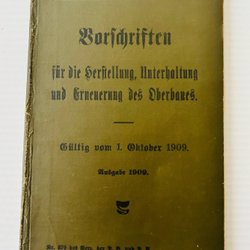 Vorschriften
für die Herstellung, Unterhaltung
und Erneuerung des Oberbaues.
Gültig vom 1. Oktober 1909.
Ausgabe 1909.